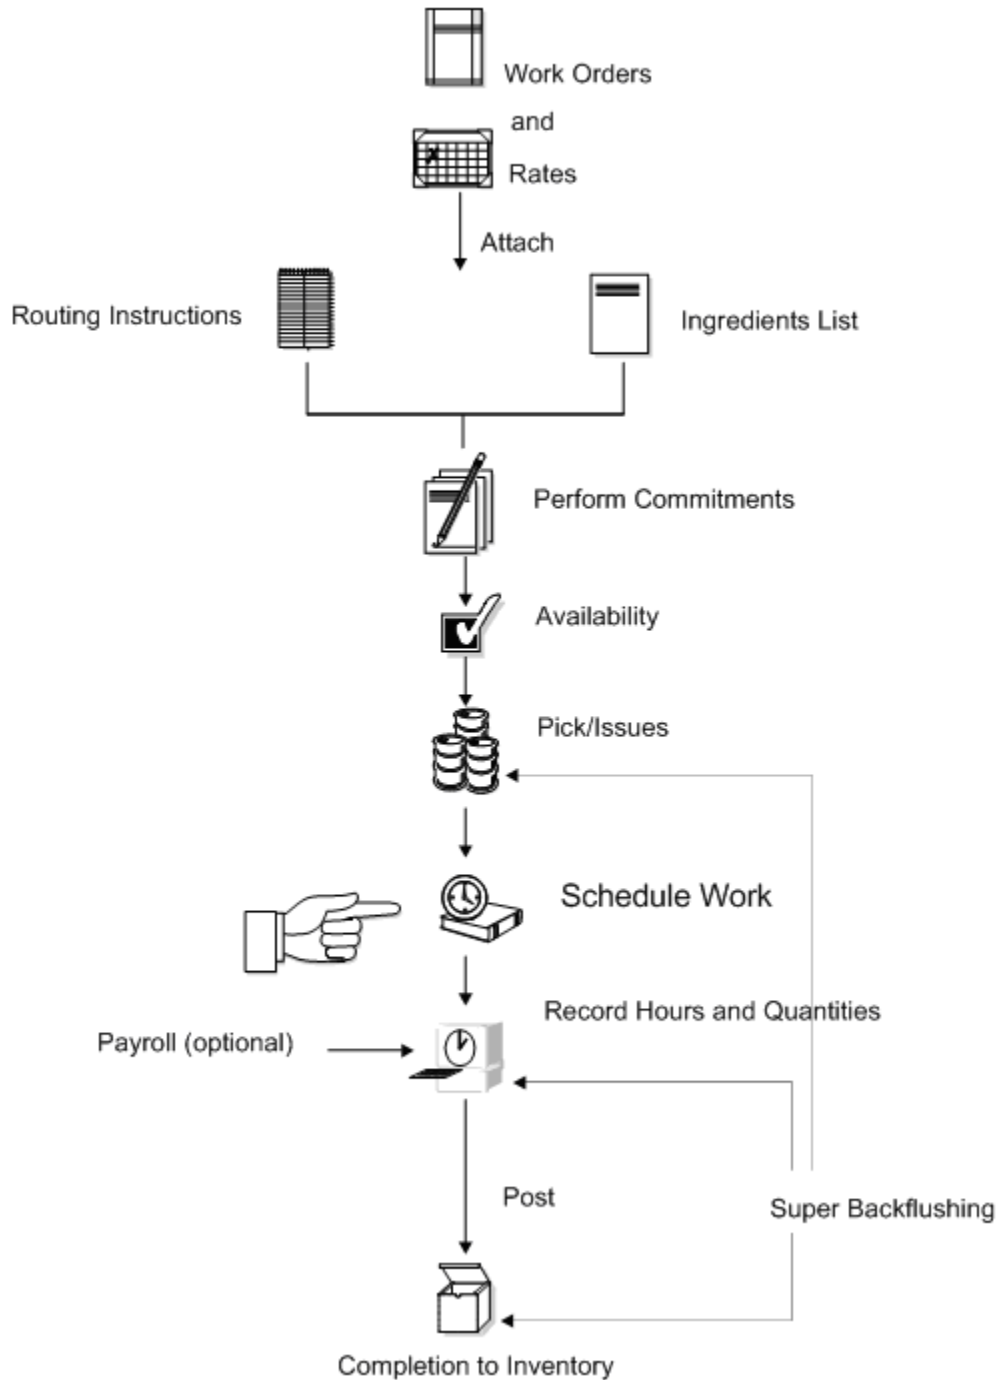 Work Orders
and
Rates
Attach
Routing Instructions
Ingredients List
Perform Commitments
Availability
Pick/Issues
Schedule Work
Record Hours and Quantities
Payroll (optional)
Post
Super Backflushing
Completion to Inventory